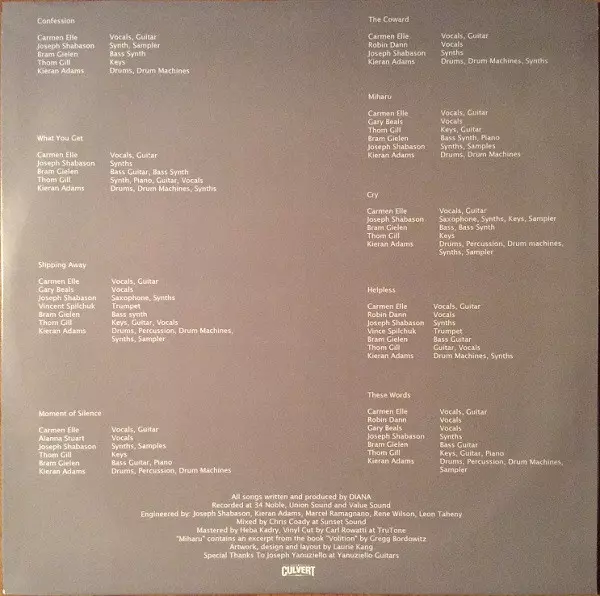 Confession
Carmen Elle Vocals, Guitar
Joseph Shabason Synth, Sampler
Bram Gielen Bass Synth
Thom Gill Keys
Kieran Adams Drums, Drum Machines
What You Get
Carmen Elle Vocals, Guitar
Joseph Shabason Synths
Bram Gielen Bass Guitar, Bass Synth
Thom Gill Synth, Piano, Guitar, Vocals
Kieran Adams Drums, Drum Machines, Synths
Slipping Away
Carmen Elle Vocals, Guitar
Gary Beals Vocals
Joseph Shabason Saxophone, Synths
Vincent Spilchuk Trumpet
Bram Gielen Bass synth
Thom Gill Keys, Guitar, Vocals
Kieran Adams Drums, Percussion, Drum Machines,
Synths, Sampler
Moment of Silence
Carmen Elle Vocals, Guitar
Alanna Stuart Vocals
Joseph Shabason Synths, Samples
Thom Gill Keys
Bram Gielen Bass Guitar, Piano
Kieran Adams Drums, Percussion, Drum Machines
The Coward
Carmen Elle Vocals, Guitar
Robin Dann Vocals
Joseph Shabason Synths
Kieran Adams Drums, Drum Machines, Synths
Miharu
Carmen Elle Vocals, Guitar
Gary Beals Vocals
Thom Gill Keys, Guitar
Bram Gielen Bass Synth, Piano
Joseph Shabason Synths, Samples
Kieran Adams Drums, Drum Machines
Cry
Carmen Elle Vocals, Guitar
Joseph Shabason Saxophone, Synths, Keys, Sampler
Bram Gielen Bass, Bass Synth
Thom Gill Keys
Kieran Adams Drums, Percussion, Drum machines,
Synths, Sampler
Helpless
Carmen Elle Vocals, Guitar
Robin Dann Vocals
Joseph Shabason Synths
Vince Spilchuk Trumpet
Bram Gielen Bass Guitar
Thom Gill Guitar, Vocals
Kieran Adams Drum Machines, Synths
These Words
Carmen Elle Vocals, Guitar
Robin Dann Vocals
Gary Beals Vocals
Joseph Shabason Synths
Bram Gielen Bass Guitar
Thom Gill Keys, Guitar, Piano
Kieran Adams Drums, Percussion, Drum Machines,
Sampler
All songs written and produced by DIANA
Recorded at 34 Noble, Union Sound and Value Sound
Engineered by: Joseph Shabason, Kieran Adams, Marcel Ramagnano, Rene Wilson, Leon Taheny
Mixed by Chris Coady at Sunset Sound
Mastered by Heba Kadry, Vinyl Cut by Carl Rowatti at TruTone
"Miharu" contains an excerpt from the book "Volition" by Gregg Bordowitz
Artwork, design and layout by Laurie Kang
Special Thanks To Joseph Yanuziello at Yanuziello Guitars
CULVERT